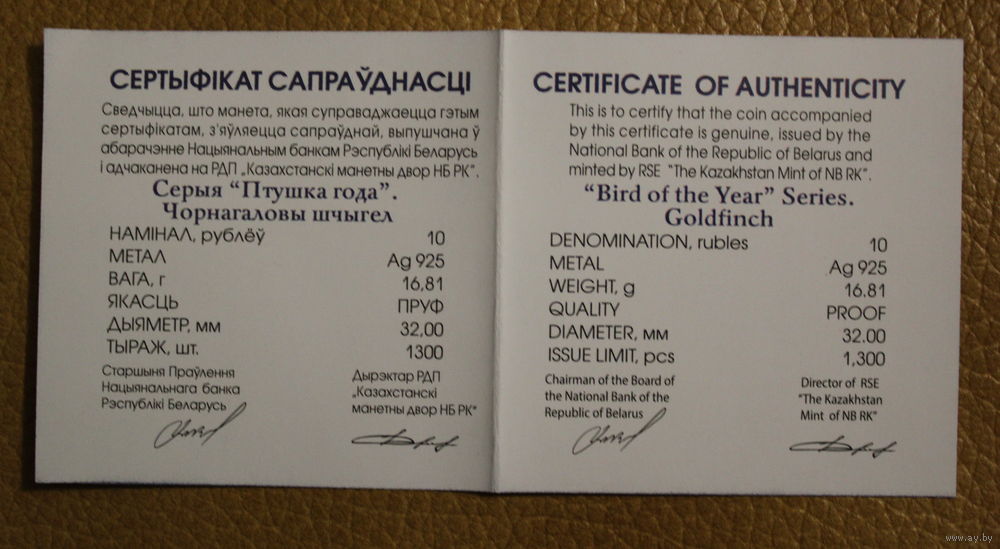 СЕРТЫФІКАТ САПРАЎДНАСЦІ
Сведчыцца, што манета, якая суправаджаецца гэтым
сертыфікатам, з'яўляецца сапраўднай, выпушчана ў
абарачэнне Нацыянальным банкам Рэспублікі Беларусь
і адчаканена на РДП „Казахстанскі манетны двор НБ РК".
Серыя “Птушка года”.
Чорнагаловы шчыгел
НАМІНАЛ, рублёў 10
МЕТАЛ Ag 925
ВАГА, г 16,81
ЯКАСЦЬ ПРУФ
ДЫЯМЕТР, мм 32,00
ТЫРАЖ, шт. 1300
Старшыня Праўлення
Нацыянальнага банка
Рэспублікі Беларусь
Дырэктар РДП
„Казахстанскі
манетны двор НБ РК"
CERTIFICATE OF AUTHENTICITY
This is to certify that the coin accompanied
by this certificate is genuine, issued by the
National Bank of the Republic of Belarus and
minted by RSE "The Kazakhstan Mint of NB RK".
“Bird of the Year” Series.
Goldfinch
DENOMINATION, rubles 10
METAL Ag 925
WEIGHT, g 16.81
QUALITY PROOF
DIAMETER, мм 32.00
ISSUE LIMIT, pcs 1,300
Chairman of the Board of
the National Bank of the
Republic of Belarus
Director of RSE
"The Kazakhstan
Mint of NB RK"
www.ay.by